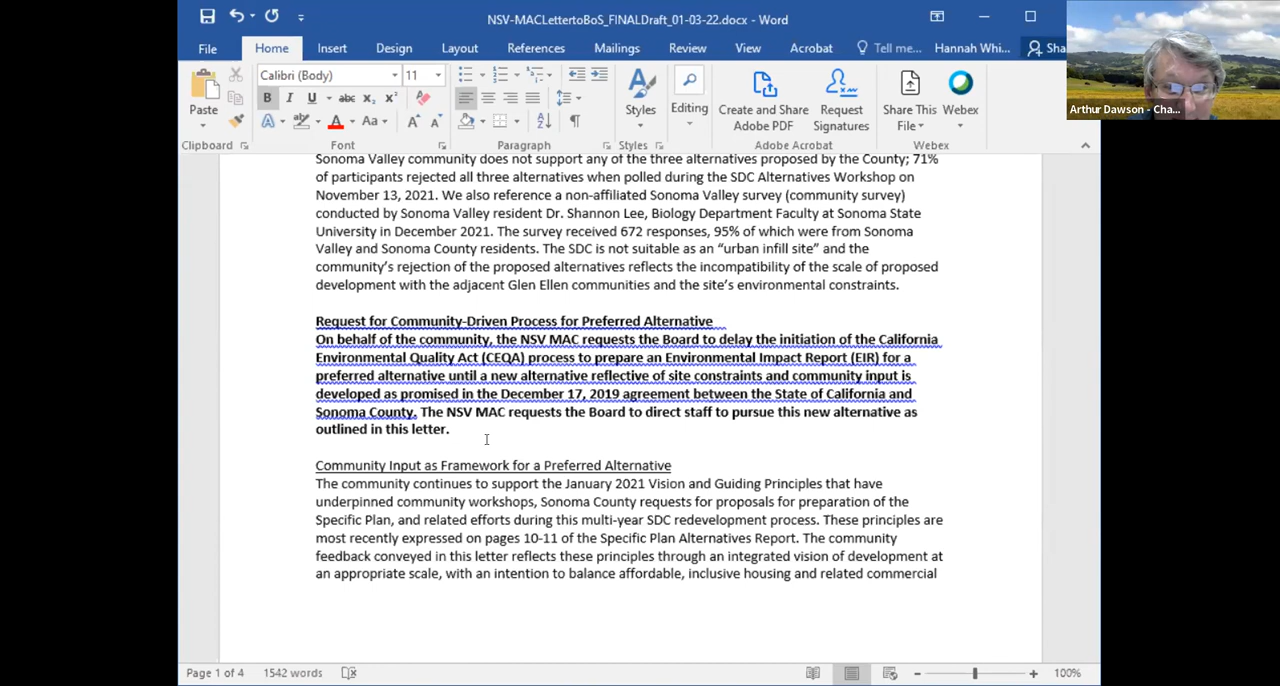 NSV-MACLettertoBoS_FINALDraft_01-03-22.docx - Word
File Home Insert Design Layout References Mailings Review View Acrobat Tell me... Hannah Whi... Sha
Arthur Dawson - Cha...
Calibri (Body) 11
Paste
B I U abc X₂ X²
A A Aa A A
Styles
Editing
Create and Share Adobe PDF
Request Signatures
Share This File
Webex
Clipboard Font Paragraph Styles Adobe Acrobat Webex
Sonoma Valley community does not support any of the three alternatives proposed by the County; 71%
of participants rejected all three alternatives when polled during the SDC Alternatives Workshop on
November 13, 2021. We also reference a non-affiliated Sonoma Valley survey (community survey)
conducted by Sonoma Valley resident Dr. Shannon Lee, Biology Department Faculty at Sonoma State
University in December 2021. The survey received 672 responses, 95% of which were from Sonoma
Valley and Sonoma County residents. The SDC is not suitable as an “urban infill site” and the
community’s rejection of the proposed alternatives reflects the incompatibility of the scale of proposed
development with the adjacent Glen Ellen communities and the site’s environmental constraints.
Request for Community-Driven Process for Preferred Alternative
On behalf of the community, the NSV MAC requests the Board to delay the initiation of the California
Environmental Quality Act (CEQA) process to prepare an Environmental Impact Report (EIR) for a
preferred alternative until a new alternative reflective of site constraints and community input is
developed as promised in the December 17, 2019 agreement between the State of California and
Sonoma County. The NSV MAC requests the Board to direct staff to pursue this new alternative as
outlined in this letter.
Community Input as Framework for a Preferred Alternative
The community continues to support the January 2021 Vision and Guiding Principles that have
underpinned community workshops, Sonoma County requests for proposals for preparation of the
Specific Plan, and related efforts during this multi-year SDC redevelopment process. These principles are
most recently expressed on pages 10-11 of the Specific Plan Alternatives Report. The community
feedback conveyed in this letter reflects these principles through an integrated vision of development at
an appropriate scale, with an intention to balance affordable, inclusive housing and related commercial
Page 1 of 4 1542 words 100%